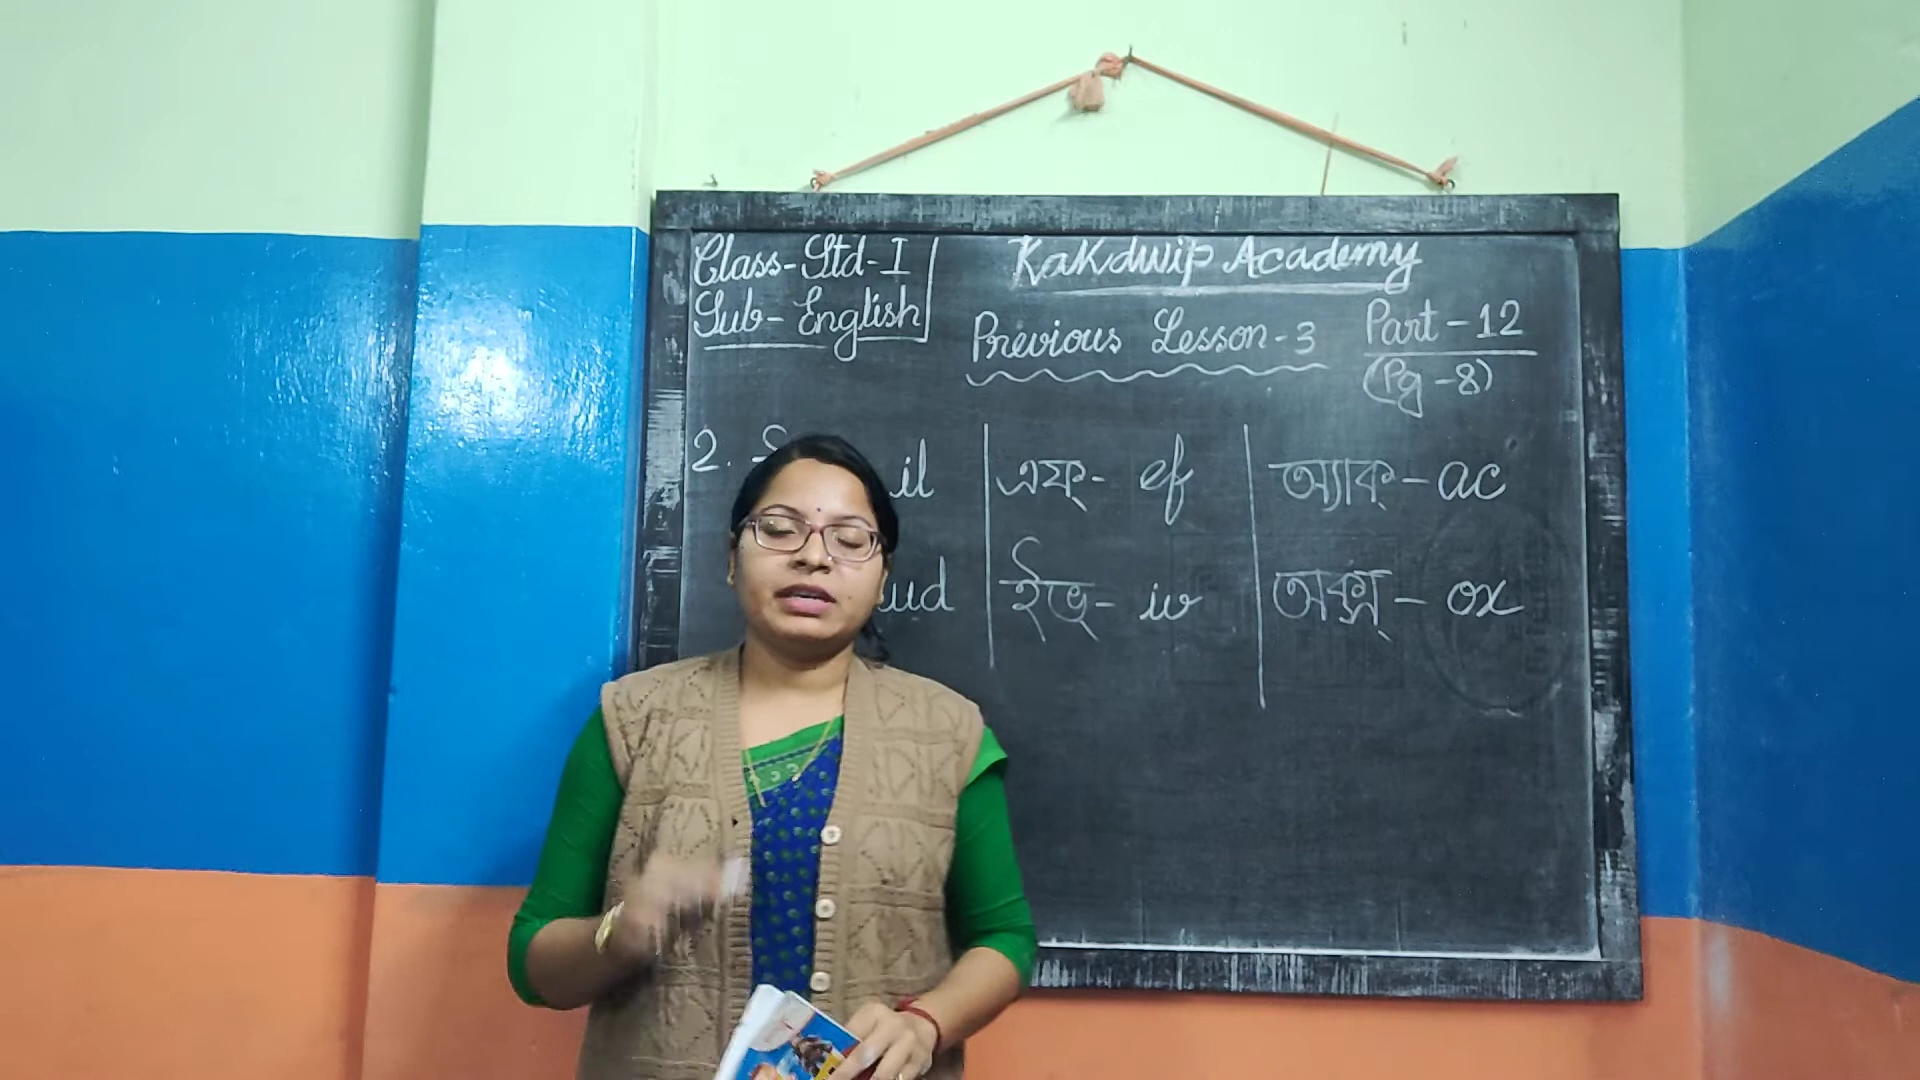 Class-Std-I
Sub-English
KaKdwip Academy
Previous Lesson-3
Part-12
(Pg-8)
2. il
এফ্- ef
অ্যাক্-ac
ud
ইভ্- iv
অক্স্- ox